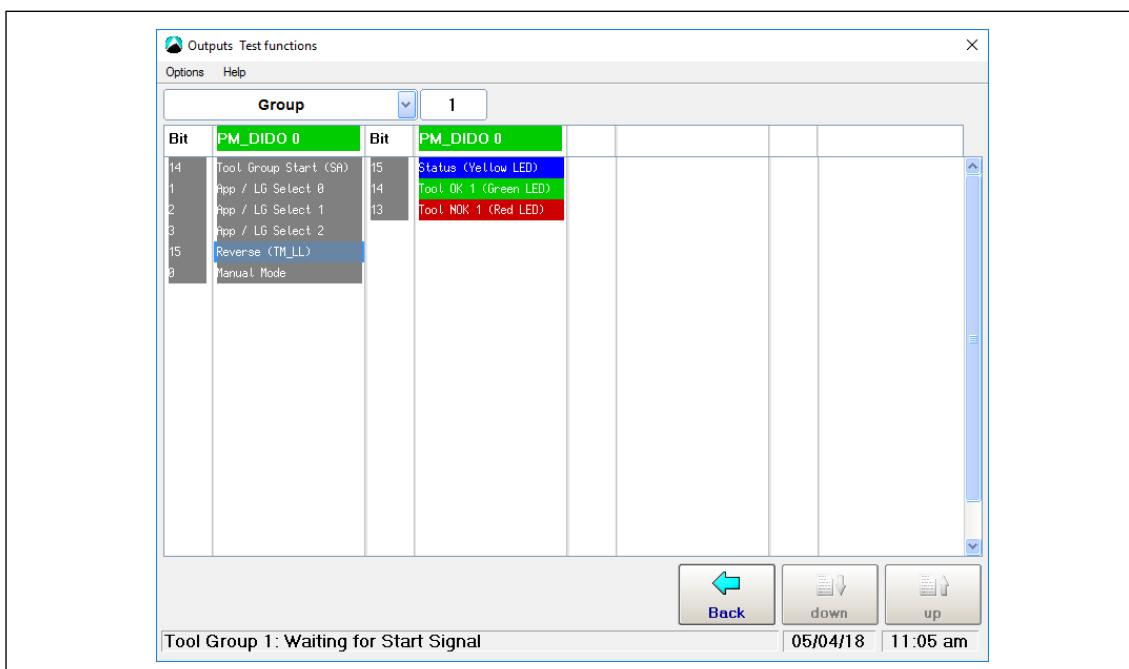 Outputs Test functions
Options Help
Group 1
Bit PM_DIDO 0 Bit PM_DIDO 0
14 Tool Group Start (SA) 15 Status (Yellow LED)
1 App / LG Select 0 14 Tool OK 1 (Green LED)
2 App / LG Select 1 13 Tool NOK 1 (Red LED)
3 App / LG Select 2
15 Reverse (TM_LL)
0 Manual Mode
Back down up
Tool Group 1: Waiting for Start Signal 05/04/18 11:05 am